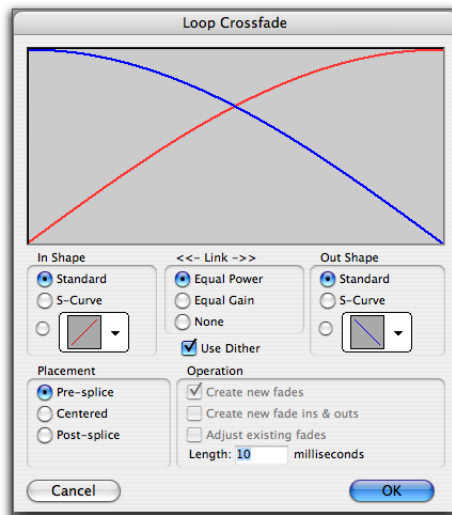 Loop Crossfade
In Shape
Standard
S-Curve
<<- Link ->>
Equal Power
Equal Gain
None
Use Dither
Out Shape
Standard
S-Curve
Placement
Pre-splice
Centered
Post-splice
Operation
Create new fades
Create new fade ins & outs
Adjust existing fades
Length: 10 milliseconds
Cancel
OK